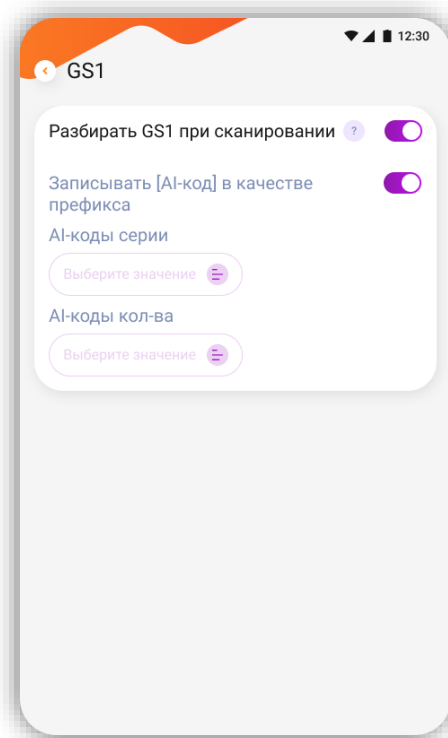 12:30
GS1
Разбирать GS1 при сканировании ?
Записывать [AI-код] в качестве
префикса
AI-коды серии
Выберите значение
AI-коды кол-ва
Выберите значение